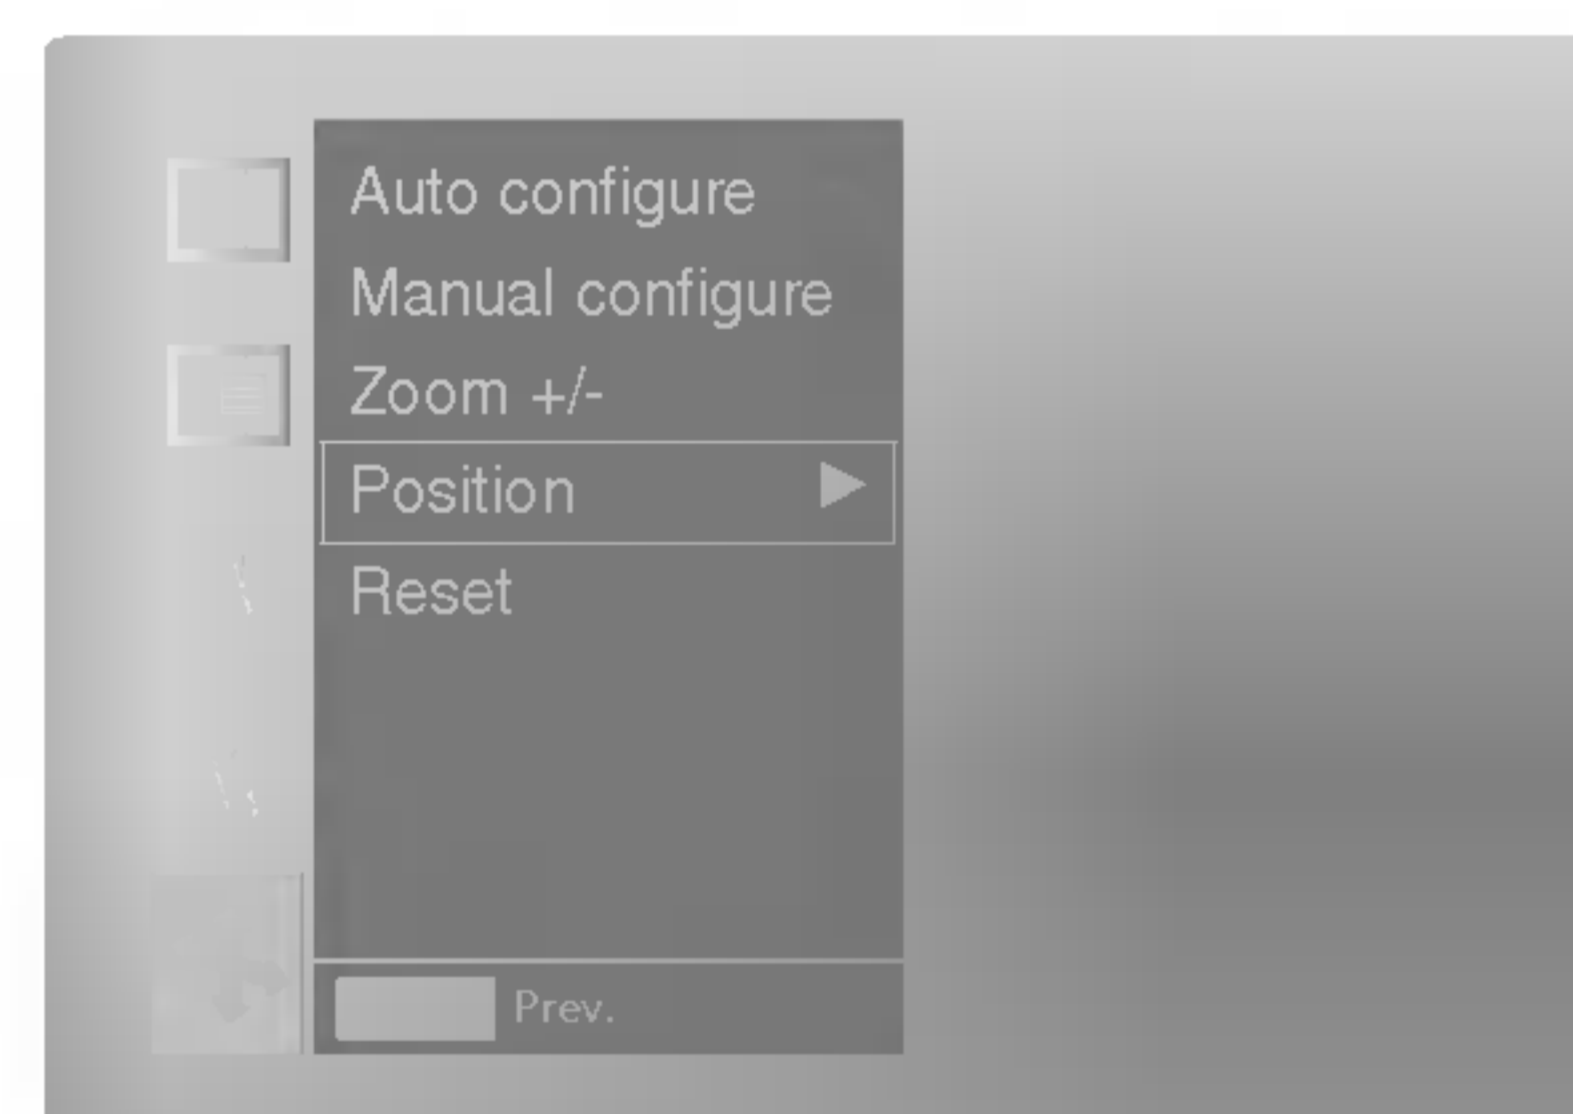 Auto configure
Manual configure
Zoom +/-
Position
Reset
Prev.